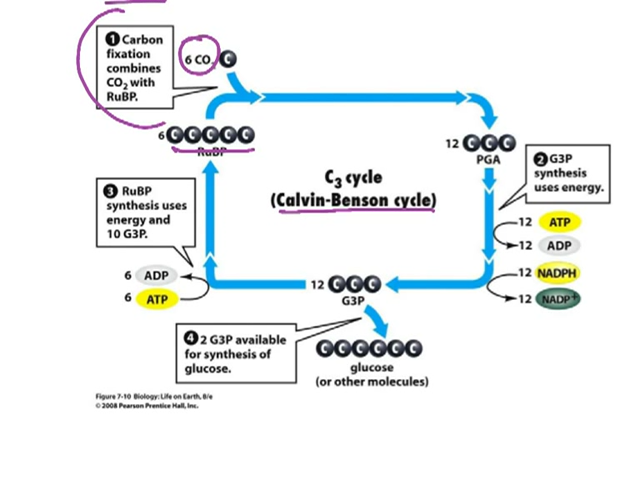 1 Carbon
fixation
combines
CO₂ with
RuBP.
6 CO₂ C
6 C C C C C
RuBP
12 C C C
PGA
2 G3P
synthesis
uses energy.
C₃ cycle
(Calvin-Benson cycle)
3 RuBP
synthesis uses
energy and
10 G3P.
12 ATP
12 ADP
12 NADPH
12 NADP⁺
6 ADP
6 ATP
12 C C C
G3P
4 2 G3P available
for synthesis of
glucose.
C C C C C C
glucose
(or other molecules)
Figure 7-10 Biology: Life on Earth, 8/e
© 2008 Pearson Prentice Hall, Inc.